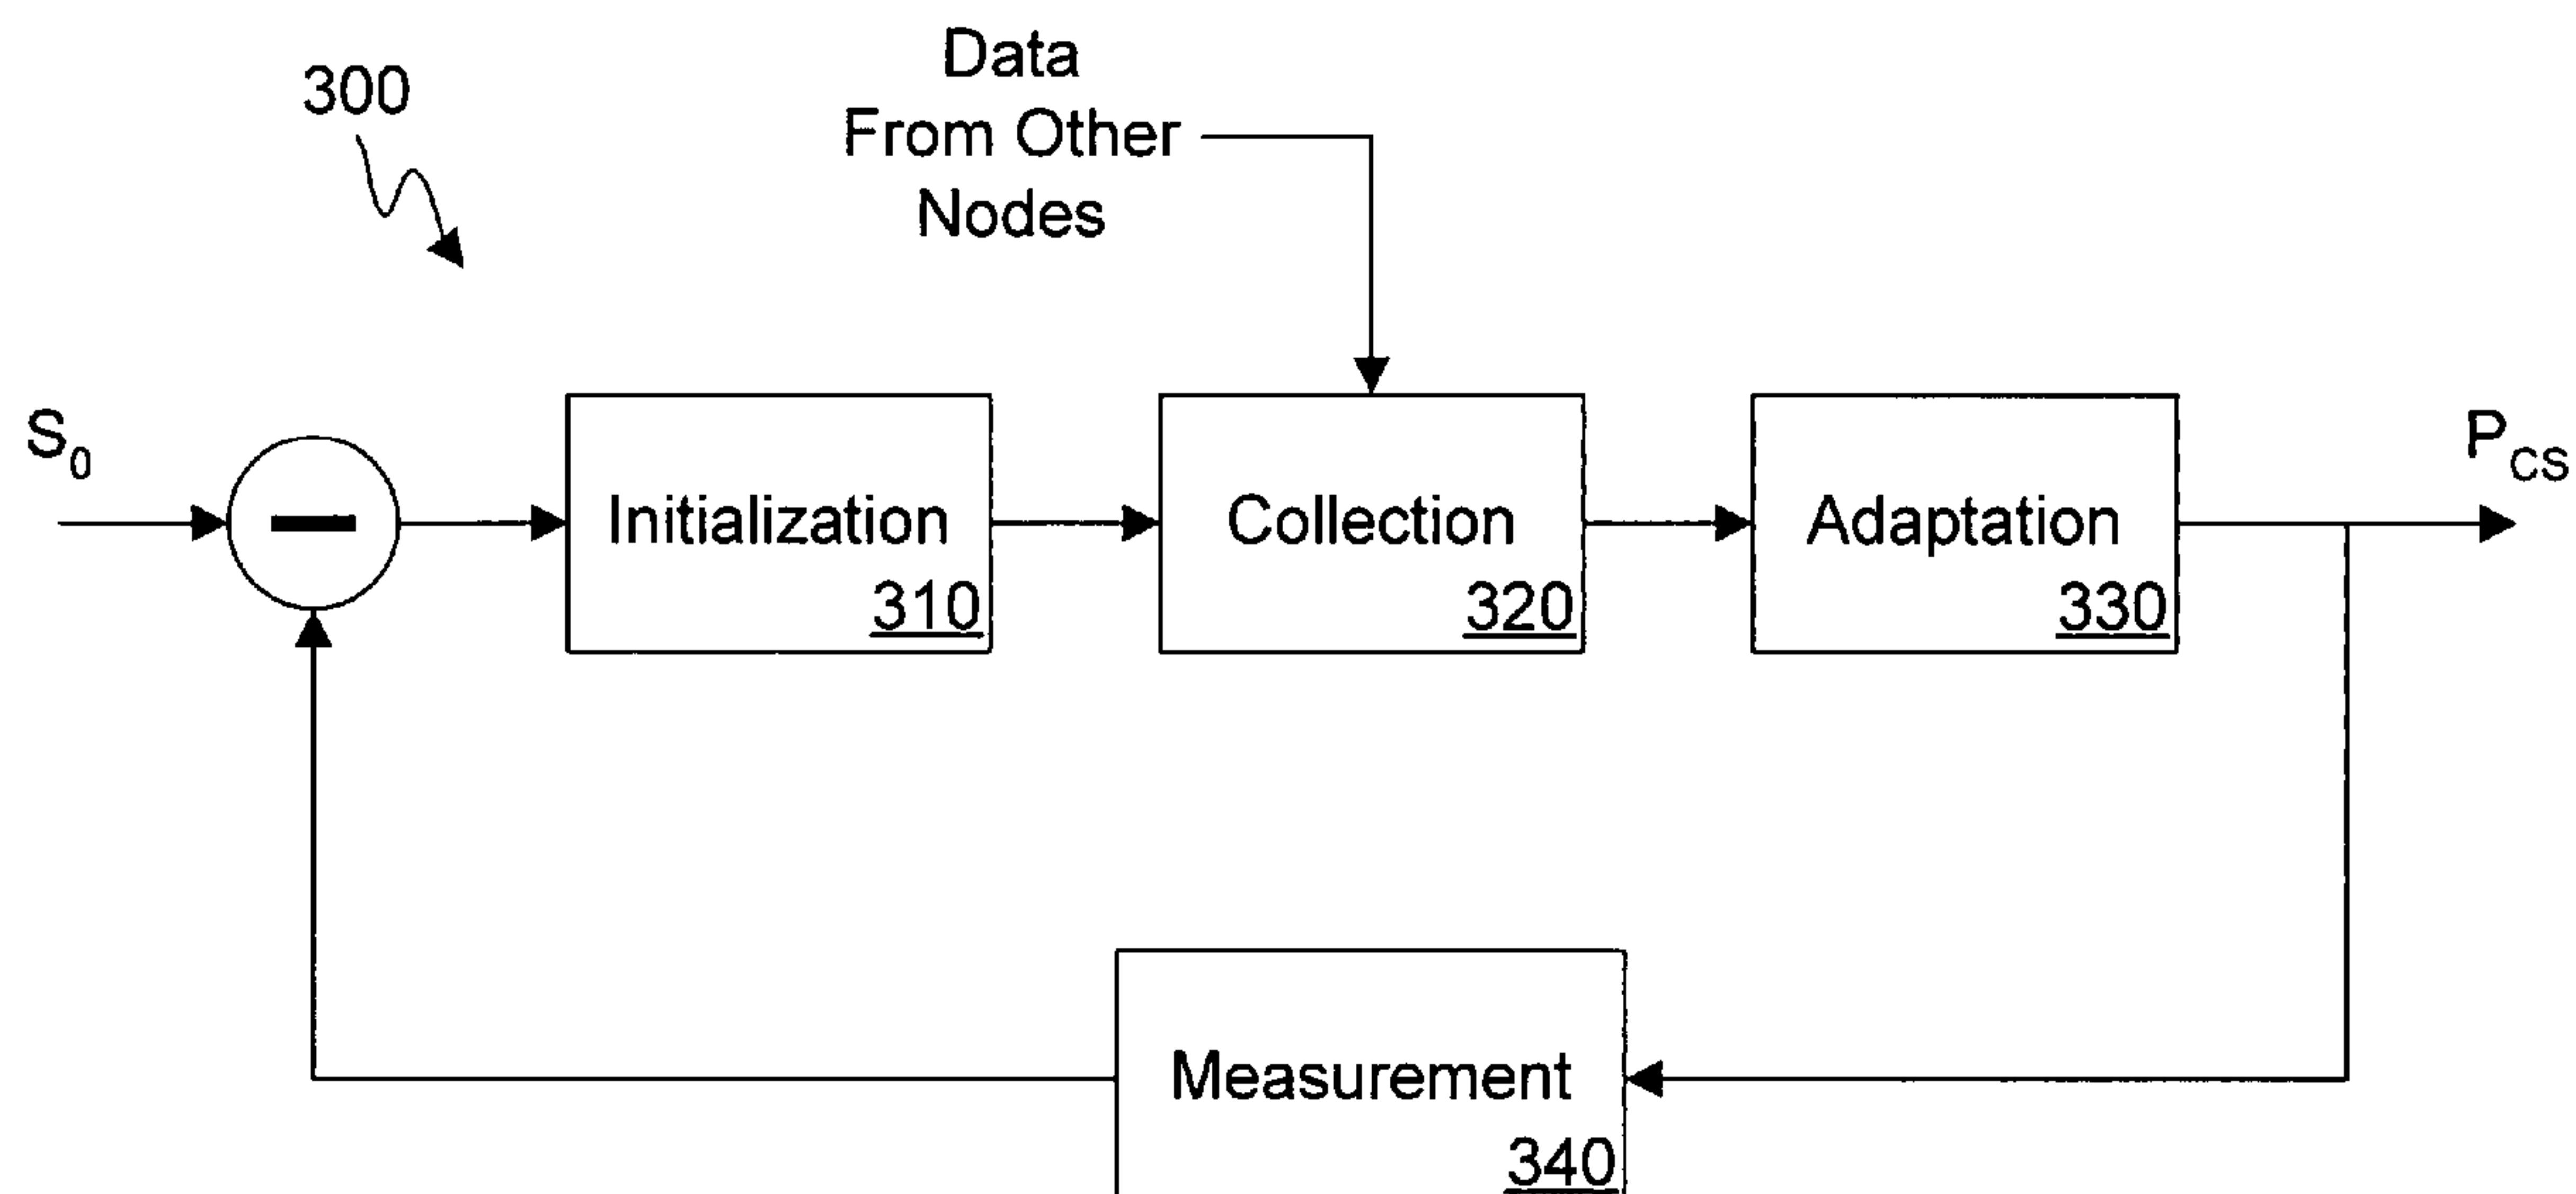 300
Data
From Other
Nodes
S0
Initialization
310
Collection
320
Adaptation
330
PCS
Measurement
340